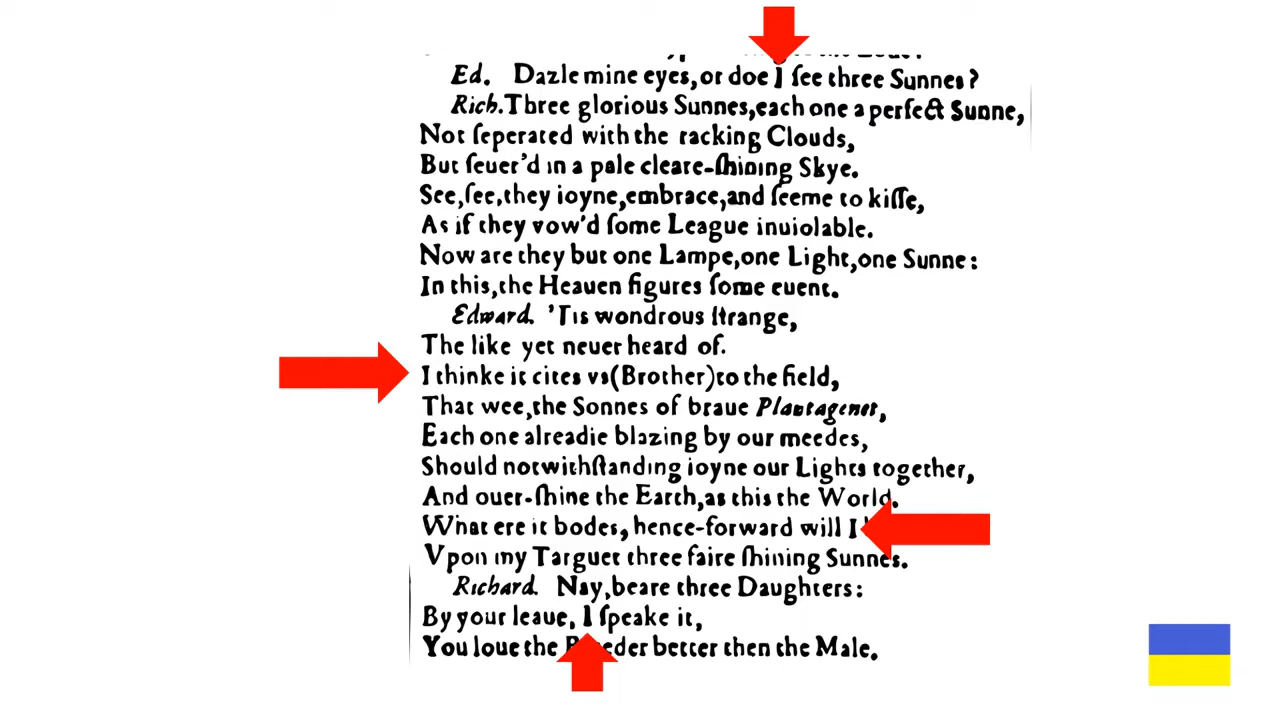 Ed. Dazle mine eyes, or doe I ſee three Sunnes?
Rich. Three glorious Sunnes, each one a perfect Sunne,
Not ſeperated with the racking Clouds,
But ſeuer'd in a pale cleare-ſhining Skye.
See, ſee, they ioyne, embrace, and ſeeme to kiſſe,
As if they vow'd ſome League inuiolable.
Now are they but one Lampe, one Light, one Sunne:
In this, the Heauen figures ſome euent.
Edward. 'Tis wondrous ſtrange,
The like yet neuer heard of.
I thinke it cites vs (Brother) to the field,
That wee, the Sonnes of braue Plantagenet,
Each one alreadie blazing by our meedes,
Should notwithſtanding ioyne our Lights together,
And ouer-ſhine the Earth, as this the World.
What ere it bodes, hence-forward will I
Vpon my Targuet three faire ſhining Sunnes.
Richard. Nay, beare three Daughters:
By your leaue, I ſpeake it,
You loue the Breeder better then the Male.